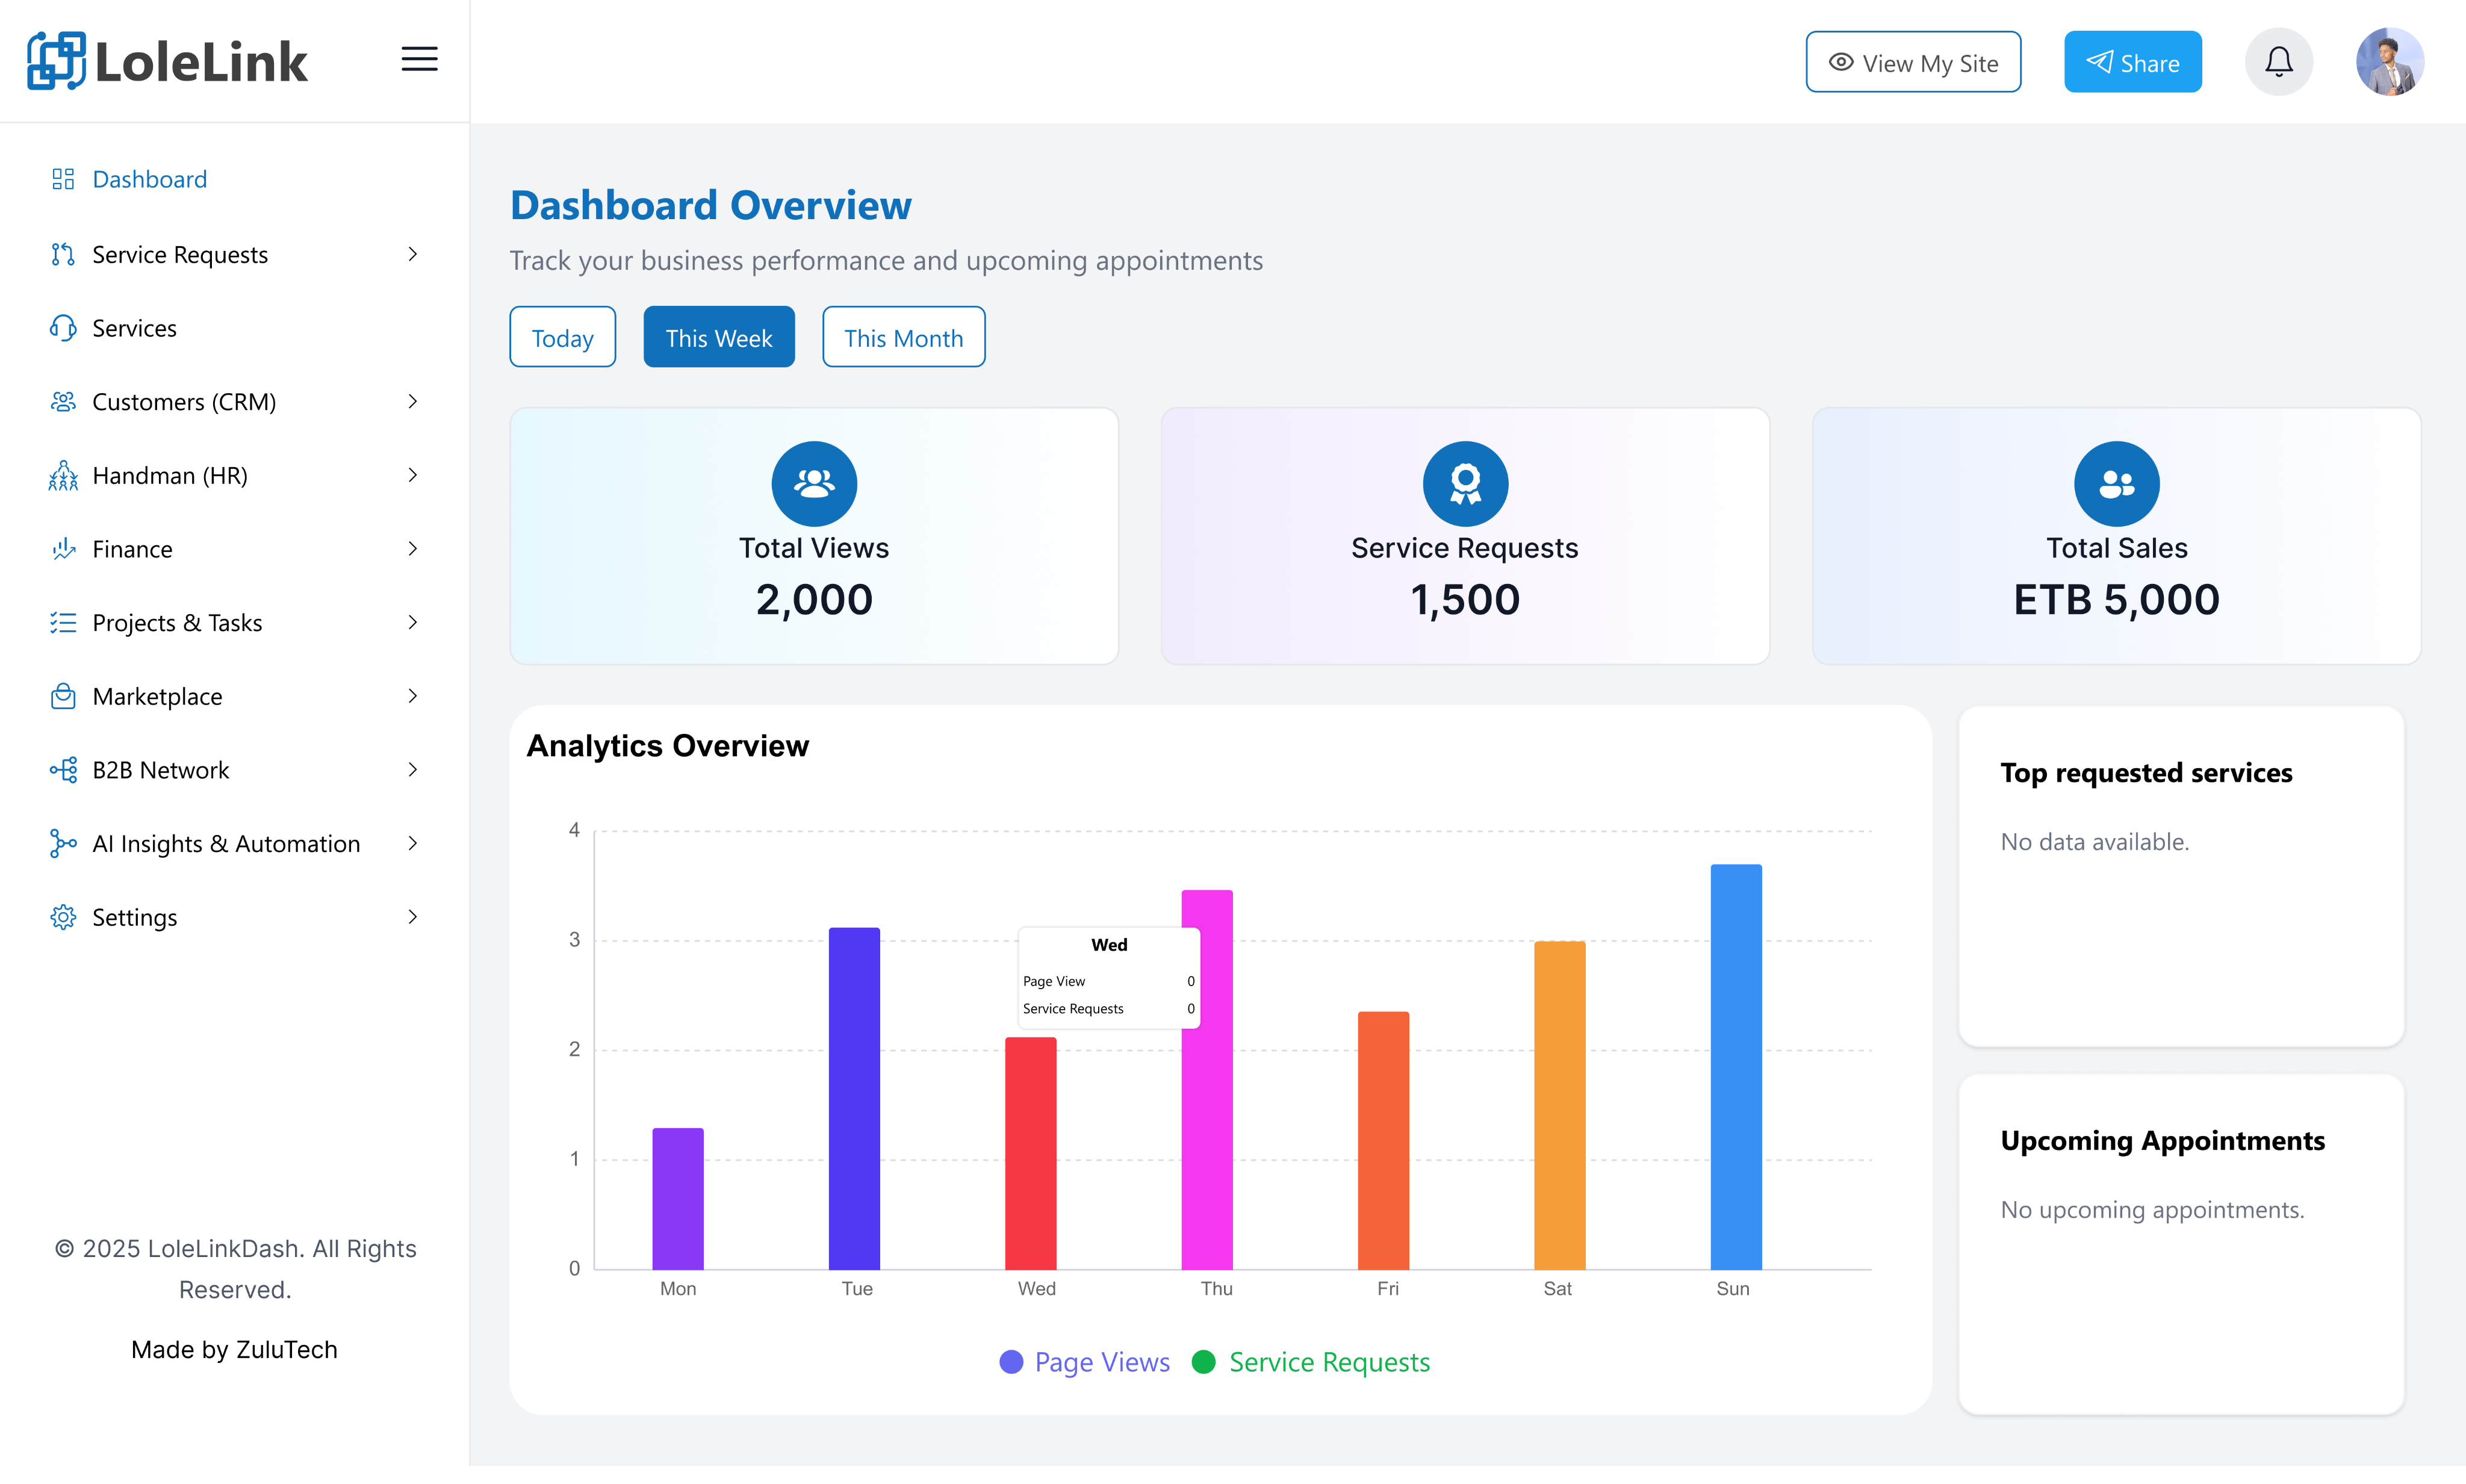 LoleLink
View My Site
Share
Dashboard
Service Requests
Services
Customers (CRM)
Handman (HR)
Finance
Projects & Tasks
Marketplace
B2B Network
AI Insights & Automation
Settings
© 2025 LoleLinkDash. All Rights
Reserved.
Made by ZuluTech
Dashboard Overview
Track your business performance and upcoming appointments
Today
This Week
This Month
Total Views
2,000
Service Requests
1,500
Total Sales
ETB 5,000
Analytics Overview
4
3
2
1
0
Wed
Page View 0
Service Requests 0
Mon Tue Wed Thu Fri Sat Sun
Page Views Service Requests
Top requested services
No data available.
Upcoming Appointments
No upcoming appointments.